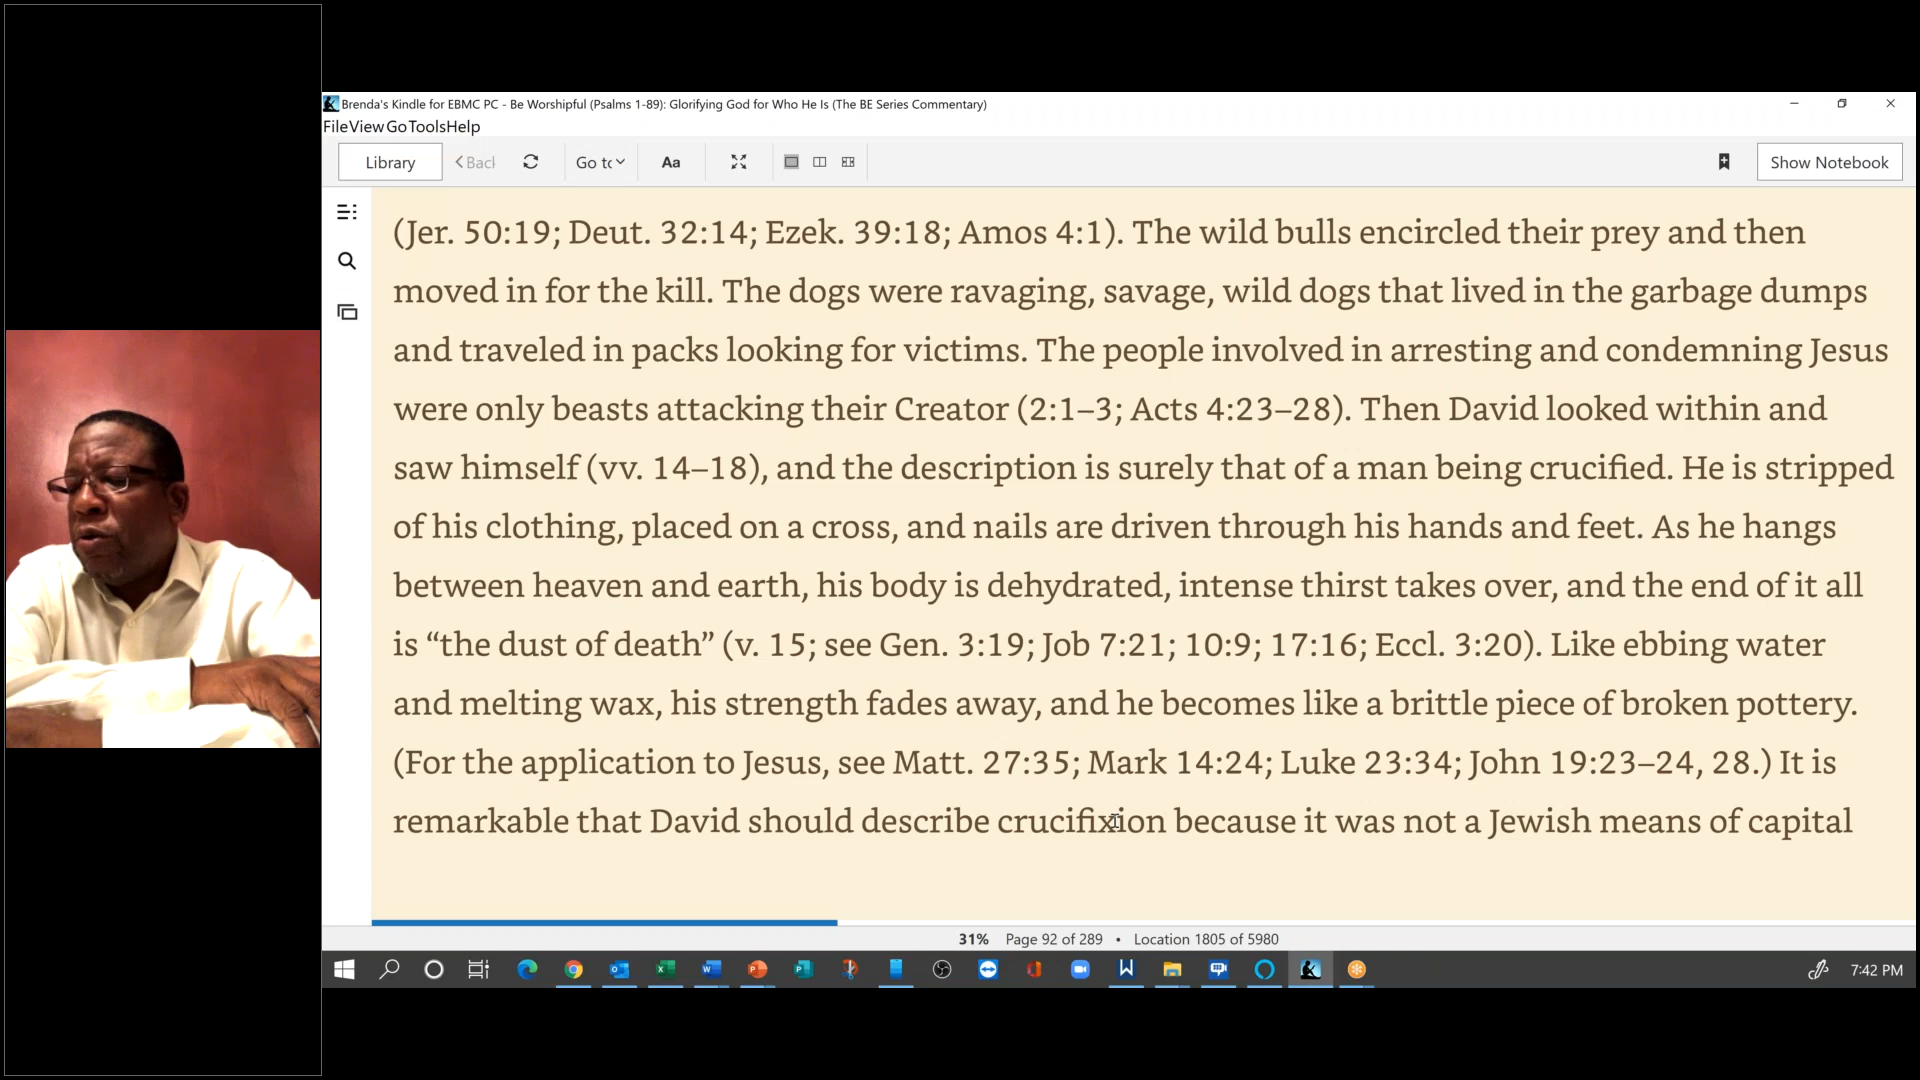 Brenda's Kindle for EBMC PC - Be Worshipful (Psalms 1-89): Glorifying God for Who He Is (The BE Series Commentary)
File View Go Tools Help
Library
Go to
Aa
Show Notebook
(Jer. 50:19; Deut. 32:14; Ezek. 39:18; Amos 4:1). The wild bulls encircled their prey and then
moved in for the kill. The dogs were ravaging, savage, wild dogs that lived in the garbage dumps
and traveled in packs looking for victims. The people involved in arresting and condemning Jesus
were only beasts attacking their Creator (2:1–3; Acts 4:23–28). Then David looked within and
saw himself (vv. 14–18), and the description is surely that of a man being crucified. He is stripped
of his clothing, placed on a cross, and nails are driven through his hands and feet. As he hangs
between heaven and earth, his body is dehydrated, intense thirst takes over, and the end of it all
is “the dust of death” (v. 15; see Gen. 3:19; Job 7:21; 10:9; 17:16; Eccl. 3:20). Like ebbing water
and melting wax, his strength fades away, and he becomes like a brittle piece of broken pottery.
(For the application to Jesus, see Matt. 27:35; Mark 14:24; Luke 23:34; John 19:23–24, 28.) It is
remarkable that David should describe crucifixion because it was not a Jewish means of capital
31% Page 92 of 289 • Location 1805 of 5980
7:42 PM